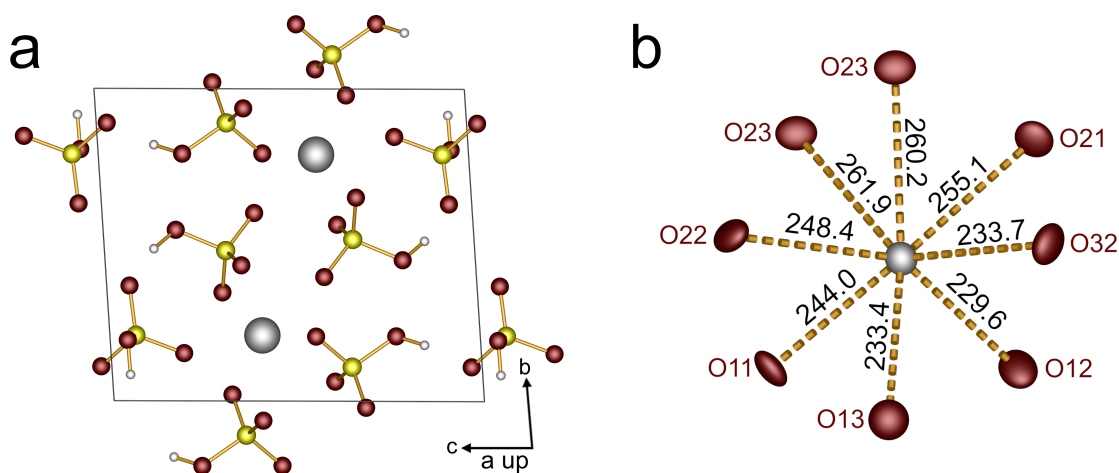 a
b
c
a up
b
O23
O23
O21
O22
O32
O11
O12
O13
260.2
261.9
255.1
248.4
233.7
244.0
233.4
229.6